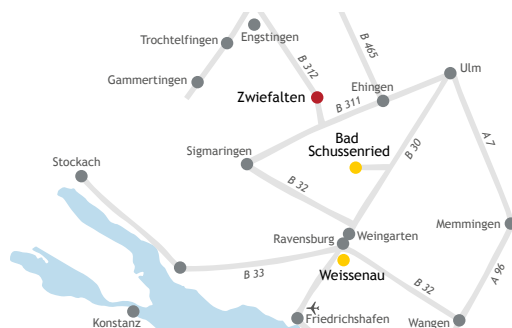 Engstingen
Trochtelfingen
B 465
B 312
Gammertingen
Ulm
Ehingen
Zwiefalten
B 311
Bad
Schussenried
B 30
A 7
Sigmaringen
Stockach
B 32
Memmingen
Ravensburg
Weingarten
B 33
Weissenau
B 32
A 96
Konstanz
Friedrichshafen
Wangen